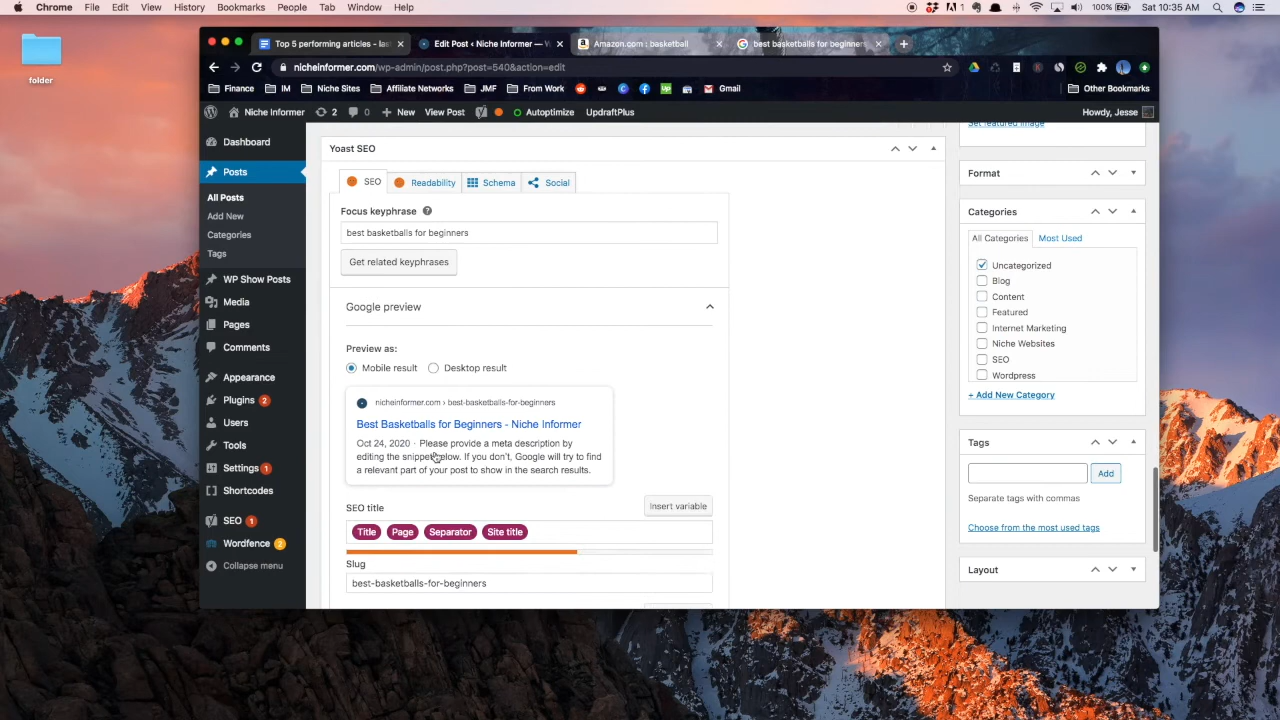 Chrome File Edit View History Bookmarks People Tab Window Help 1 100% Sat 10:35 AM
folder
Top 5 performing articles - las Edit Post ‹ Niche Informer — W Amazon.com : basketball best basketballs for beginners
nicheinformer.com/wp-admin/post.php?post=540&action=edit
Finance IM Niche Sites Affiliate Networks JMF From Work Gmail Other Bookmarks
Niche Informer 2 0 New View Post Autoptimize UpdraftPlus Howdy, Jesse
Set featured image
Dashboard
Posts
All Posts
Add New
Categories
Tags
WP Show Posts
Media
Pages
Comments
Appearance
Plugins 2
Users
Tools
Settings 1
Shortcodes
SEO 1
Wordfence 2
Collapse menu
Yoast SEO
SEO Readability Schema Social
Focus keyphrase ?
best basketballs for beginners
Get related keyphrases
Google preview
Preview as:
Mobile result Desktop result
nicheinformer.com › best-basketballs-for-beginners
Best Basketballs for Beginners - Niche Informer
Oct 24, 2020 · Please provide a meta description by
editing the snippet below. If you don't, Google will try to find
a relevant part of your post to show in the search results.
SEO title Insert variable
Title Page Separator Site title
Slug
best-basketballs-for-beginners
Format
Categories
All Categories Most Used
Uncategorized
Blog
Content
Featured
Internet Marketing
Niche Websites
SEO
Wordpress
+ Add New Category
Tags
Add
Separate tags with commas
Choose from the most used tags
Layout